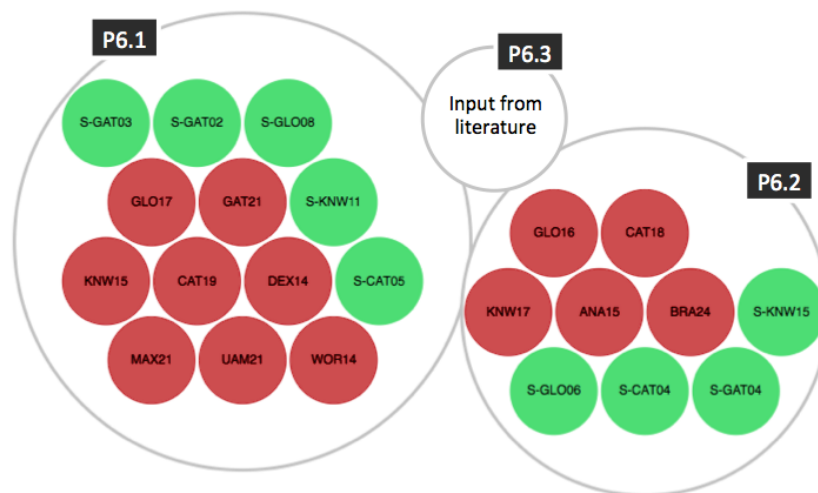 P6.1
P6.3
Input from
literature
P6.2
S-GAT03
S-GAT02
S-GLO08
GLO17
GAT21
S-KNW11
KNW15
CAT19
DEX14
S-CAT05
MAX21
UAM21
WOR14
GLO16
CAT18
KNW17
ANA15
BRA24
S-KNW15
S-GLO06
S-CAT04
S-GAT04